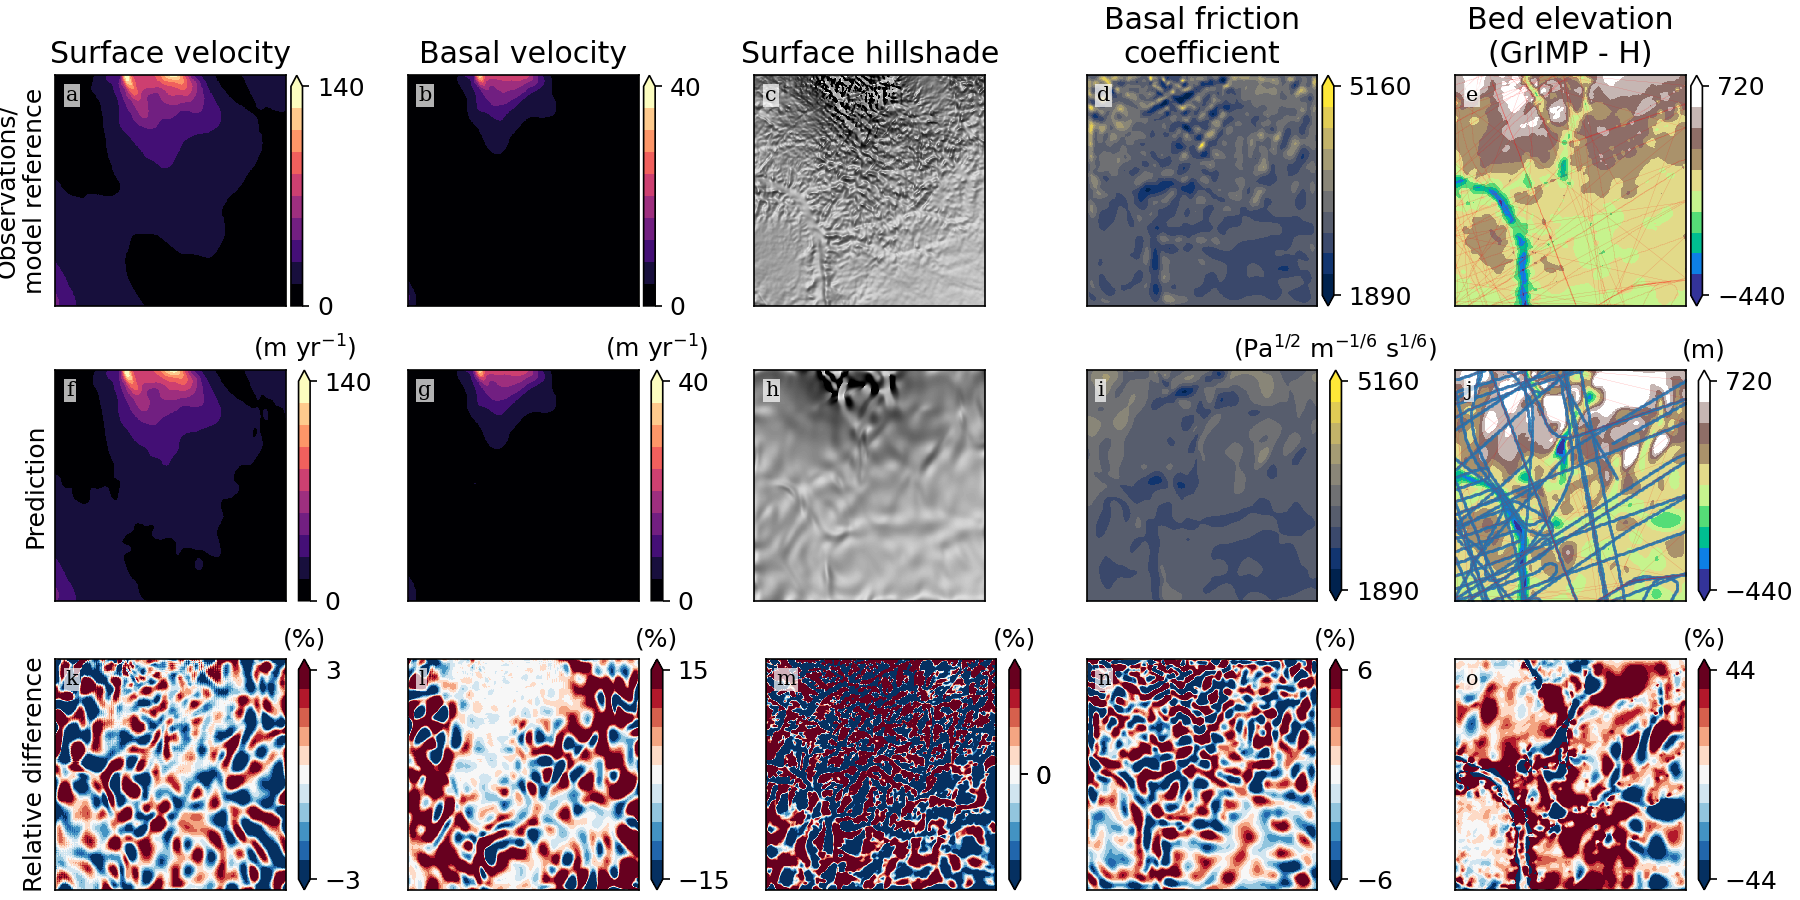 Surface velocity
Basal velocity
Surface hillshade
Basal friction
coefficient
Bed elevation
(GrIMP - H)
Observations/
model reference
a
140
0
b
40
0
c
d
5160
1890
e
720
−440
(m yr⁻¹)
(m yr⁻¹)
(Pa¹ᐟ² m⁻¹ᐟ⁶ s¹ᐟ⁶)
(m)
Prediction
f
140
0
g
40
0
h
i
5160
1890
j
720
−440
(%)
(%)
(%)
(%)
(%)
Relative difference
k
3
−3
l
15
−15
m
0
n
6
−6
o
44
−44